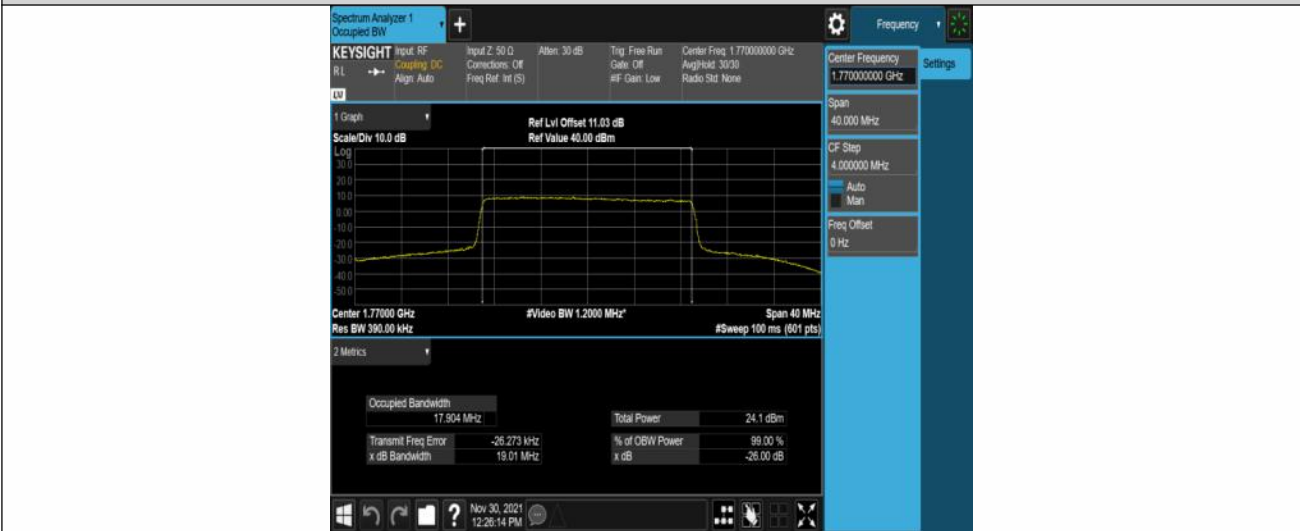 Spectrum Analyzer 1
Occupied BW
+
Frequency
KEYSIGHT Input: RF Input Z: 50 Ω Atten: 30 dB Trig: Free Run Center Freq: 1.770000000 GHz
RL Coupling: DC Corrections: Off Gate: Off Avg|Hold: 30/30
Align: Auto Freq Ref: Int (S) #IF Gain: Low Radio Std: None
LV
Center Frequency
1.770000000 GHz
Settings
Span
40.000 MHz
CF Step
4.000000 MHz
Auto
Man
Freq Offset
0 Hz
1 Graph
Ref Lvl Offset 11.03 dB
Scale/Div 10.0 dB Ref Value 40.00 dBm
Log
30.0
20.0
10.0
0.00
-10.0
-20.0
-30.0
-40.0
-50.0
Center 1.77000 GHz #Video BW 1.2000 MHz* Span 40 MHz
Res BW 390.00 kHz #Sweep 100 ms (601 pts)
2 Metrics
Occupied Bandwidth
17.904 MHz Total Power 24.1 dBm
Transmit Freq Error -26.273 kHz % of OBW Power 99.00 %
x dB Bandwidth 19.01 MHz x dB -26.00 dB
? Nov 30, 2021
12:26:14 PM